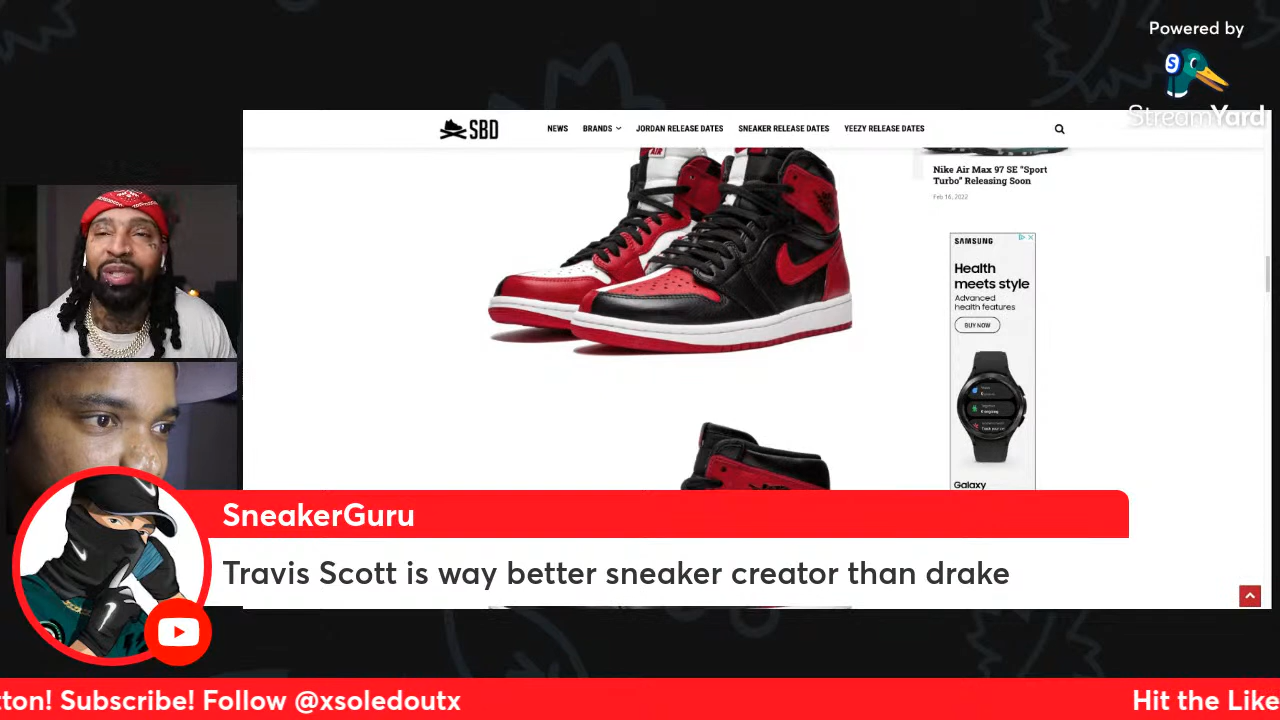 Powered by
StreamYard
SBD
NEWS
BRANDS
JORDAN RELEASE DATES
SNEAKER RELEASE DATES
YEEZY RELEASE DATES
Nike Air Max 97 SE "Sport
Turbo" Releasing Soon
Feb 16, 2022
SAMSUNG
Health
meets style
Advanced
health features
BUY NOW
Galaxy
SneakerGuru
Travis Scott is way better sneaker creator than drake
tton! Subscribe! Follow @xsoledoutx
Hit the Like